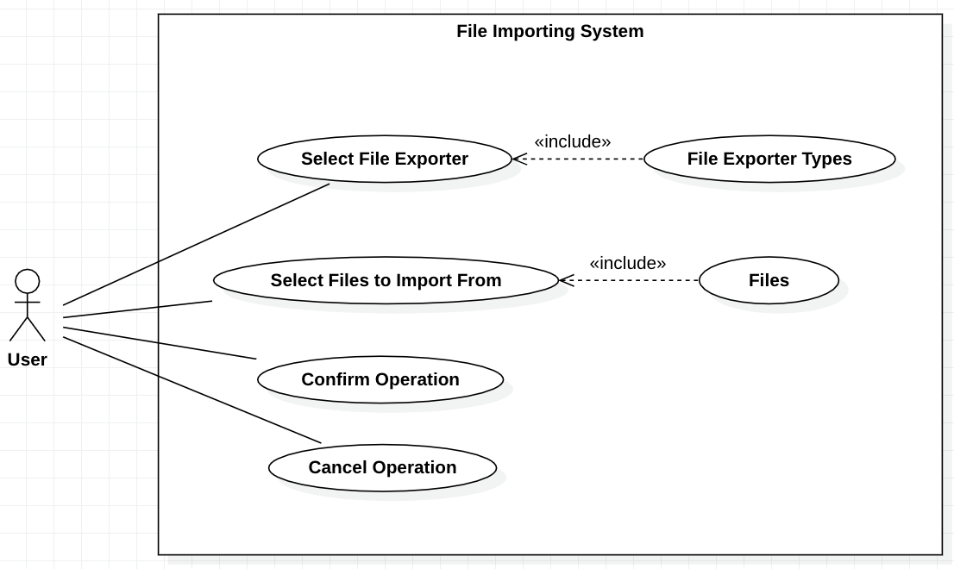 File Importing System
«include»
Select File Exporter
File Exporter Types
«include»
Select Files to Import From
Files
User
Confirm Operation
Cancel Operation